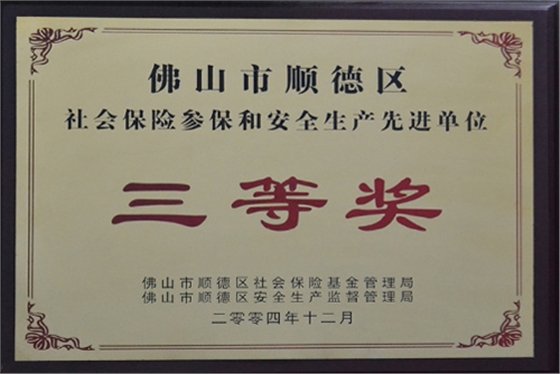 佛山市顺德区
社会保险参保和安全生产先进单位
三等奖
佛山市顺德区社会保险基金管理局
佛山市顺德区安全生产监督管理局
二零零四年十二月